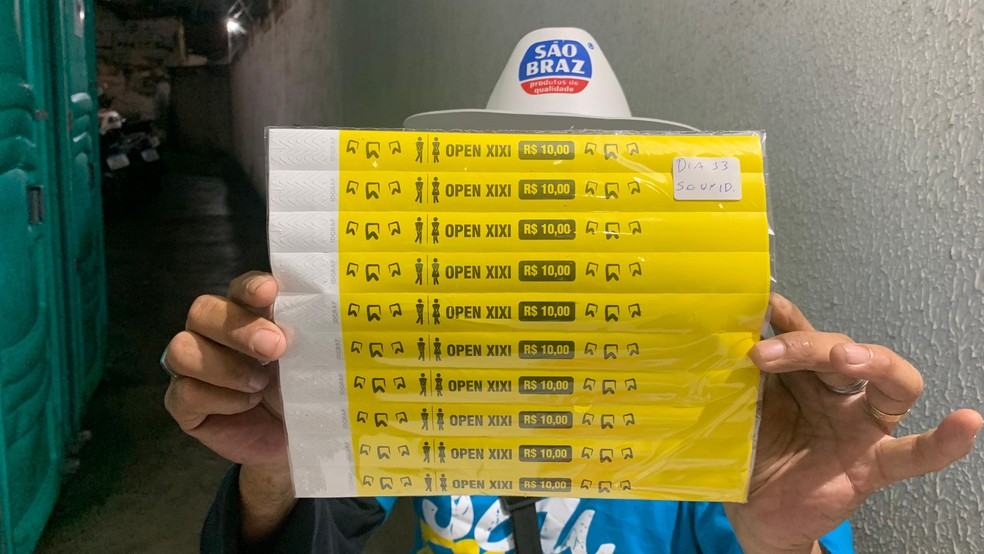 SÃO
BRAZ
produtos de
qualidade
OPEN XIXI R$ 10,00
DIA 13
50 UNID.
OPEN XIXI R$ 10,00
OPEN XIXI R$ 10,00
OPEN XIXI R$ 10,00
OPEN XIXI R$ 10,00
OPEN XIXI R$ 10,00
OPEN XIXI R$ 10,00
OPEN XIXI R$ 10,00
OPEN XIXI R$ 10,00
OPEN XIXI R$ 10,00